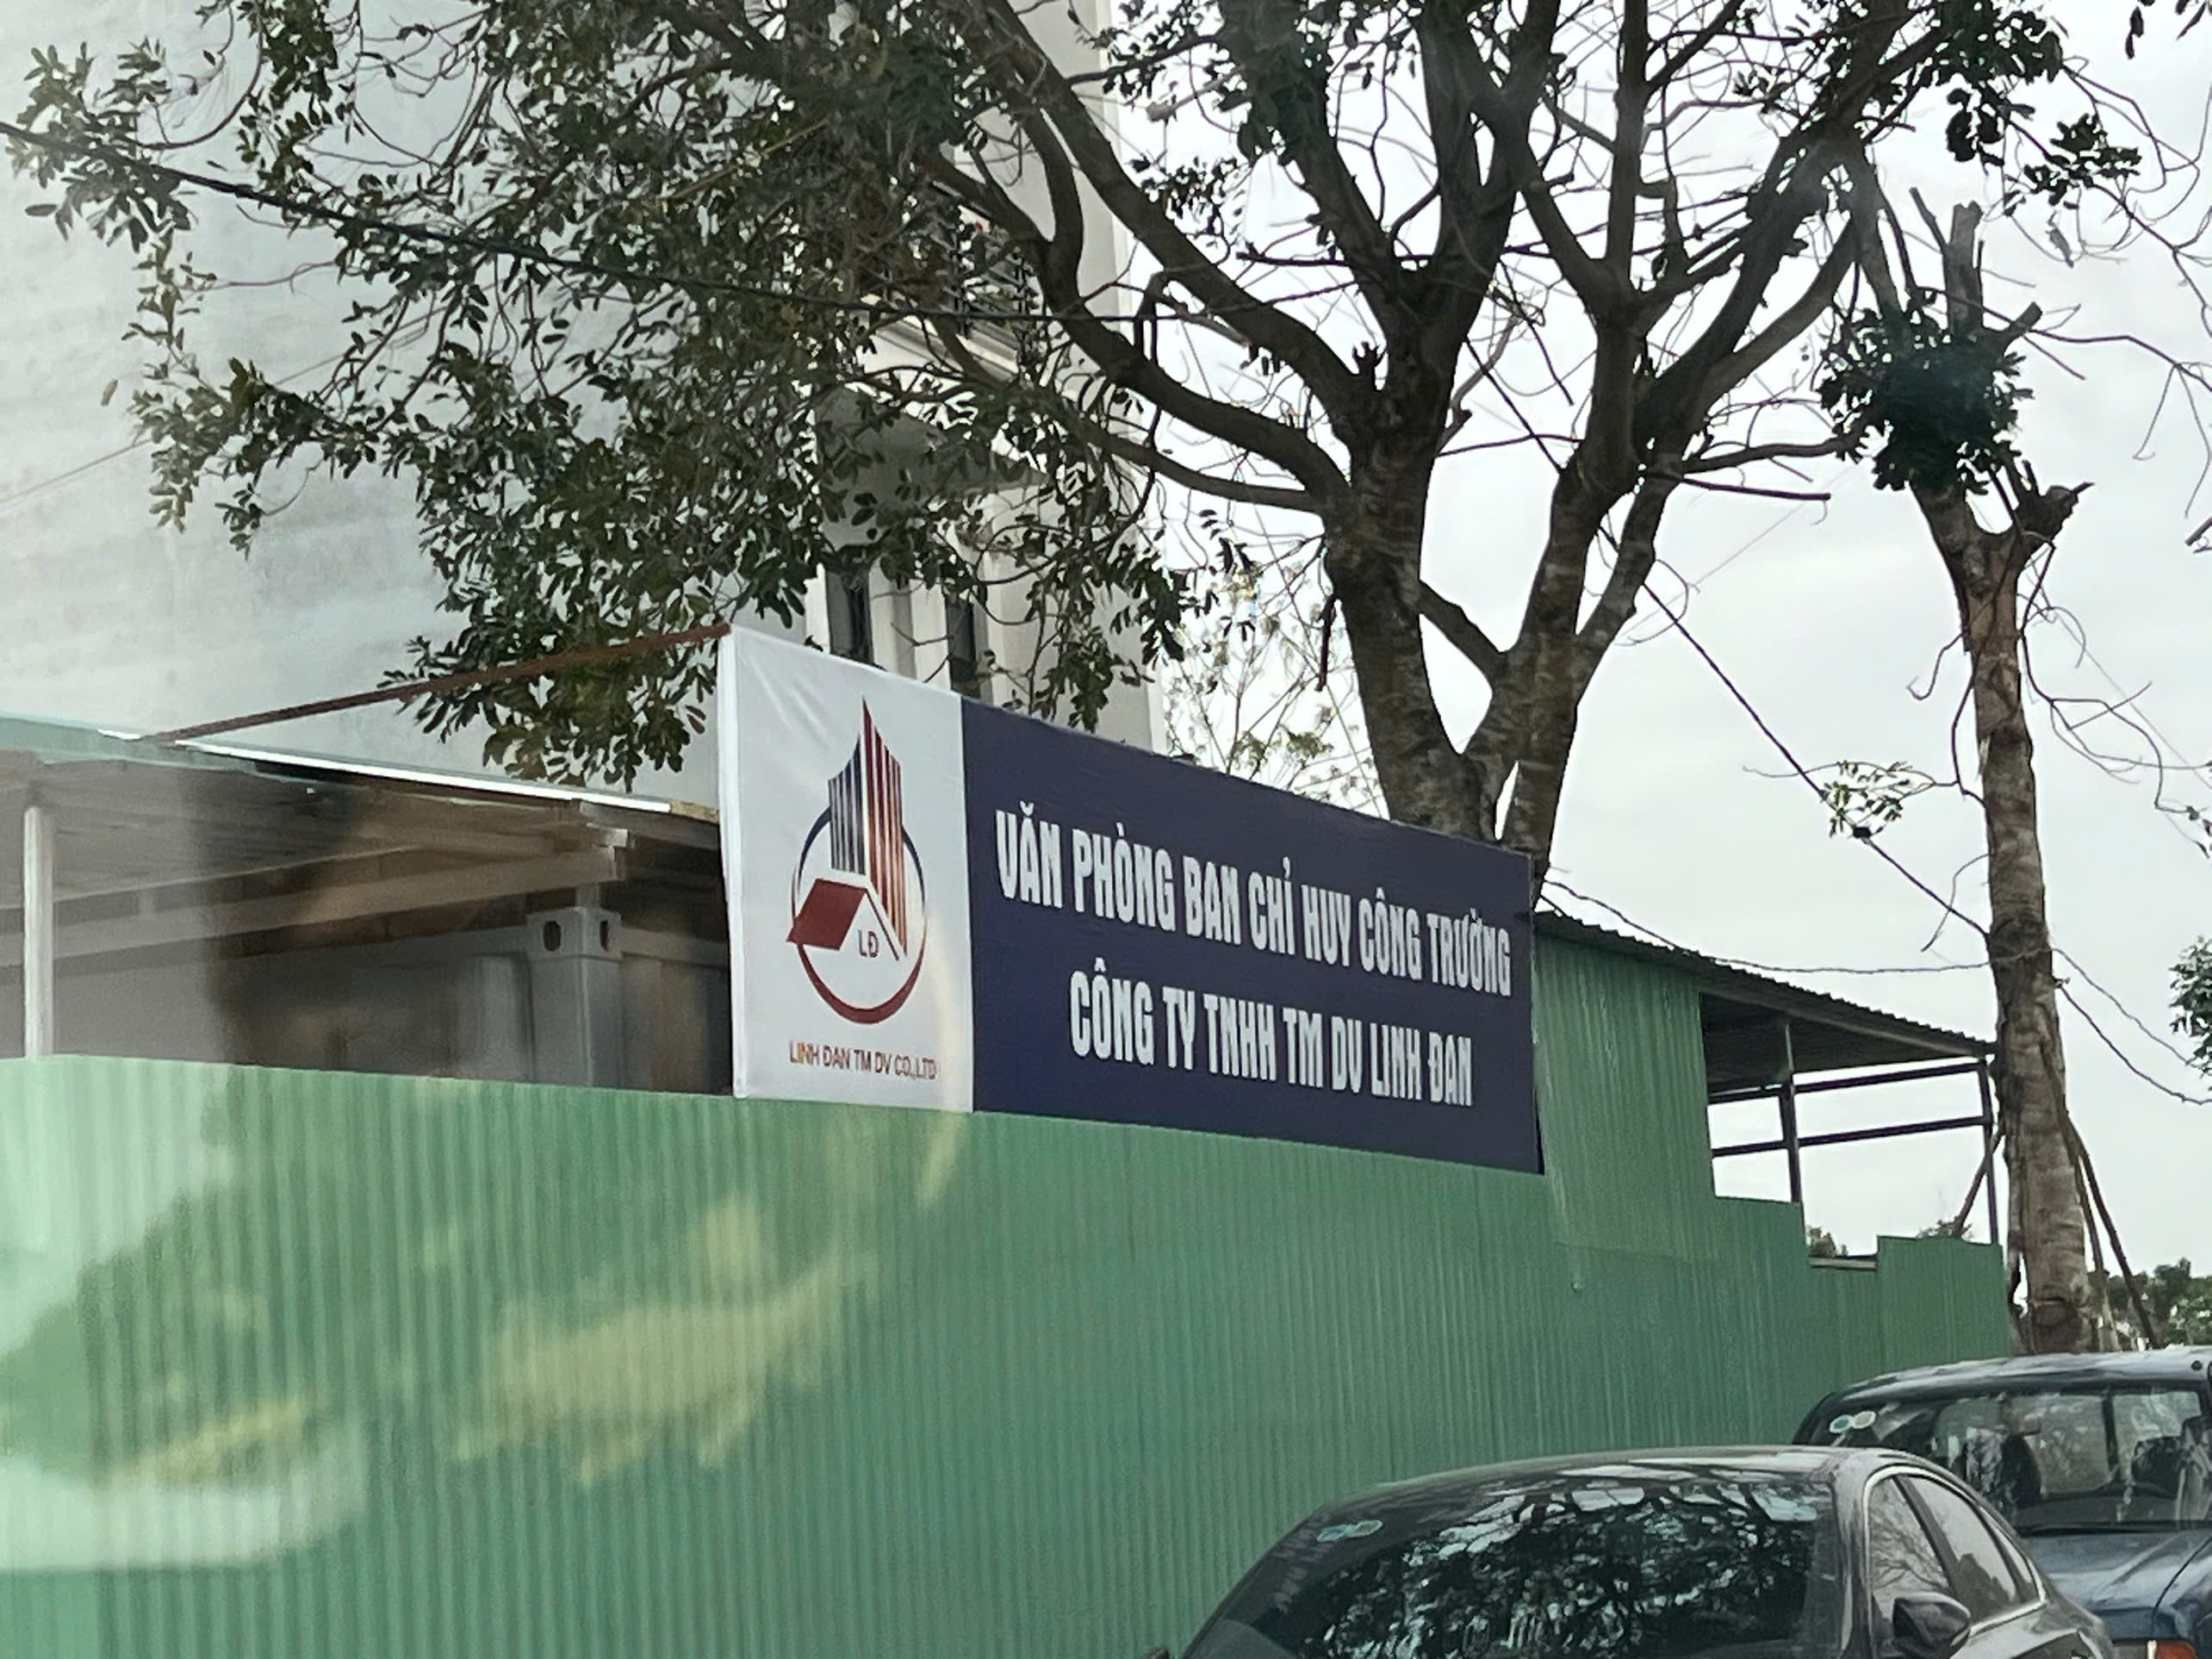 LĐ
LINH ĐAN TM DV CO.,LTD
VĂN PHÒNG BAN CHỈ HUY CÔNG TRƯỜNG
CÔNG TY TNHH TM DV LINH ĐAN